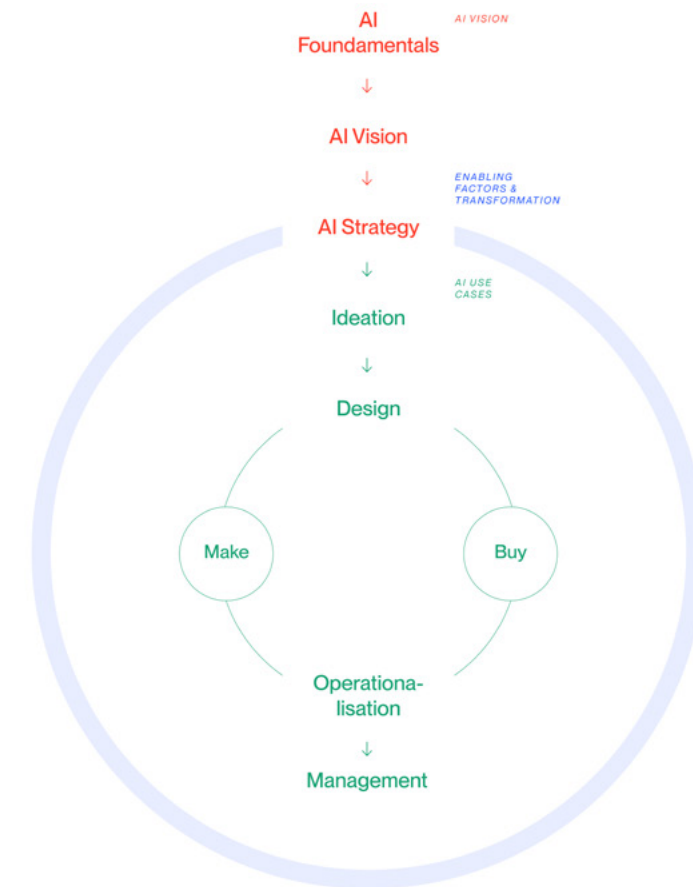 AI
Foundamentals
AI VISION
AI Vision
ENABLING
FACTORS &
TRANSFORMATION
AI Strategy
AI USE
CASES
Ideation
Design
Make
Buy
Operationa-
lisation
Management